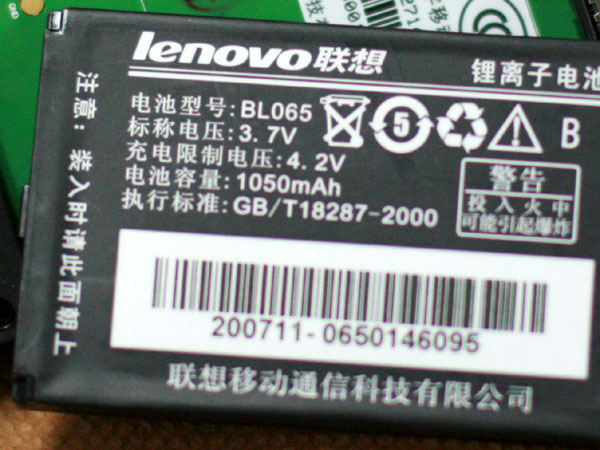 lenovo联想
锂离子电池
电池型号:BL065
标称电压:3.7V
充电限制电压:4.2V
电池容量:1050mAh
执行标准:GB/T18287-2000
5
B
警告
投入火中
可能引起爆炸
注意:装入时请此面朝上
200711-0650146095
联想移动通信科技有限公司